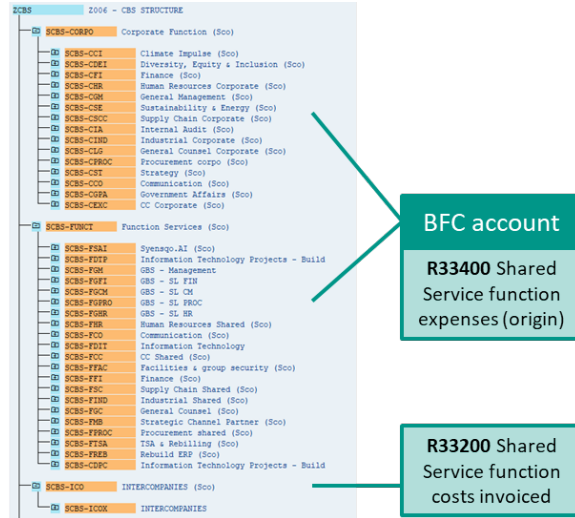 ZCBS Z006 - CBS STRUCTURE
SCBS-CORPO Corporate Function (Sco)
SCBS-CCI Climate Impulse (Sco)
SCBS-CDEI Diversity, Equity & Inclusion (Sco)
SCBS-CFI Finance (Sco)
SCBS-CHR Human Resources Corporate (Sco)
SCBS-CGM General Management (Sco)
SCBS-CSE Sustainability & Energy (Sco)
SCBS-CSCC Supply Chain Corporate (Sco)
SCBS-CIA Internal Audit (Sco)
SCBS-CIND Industrial Corporate (Sco)
SCBS-CLG General Counsel Corporate (Sco)
SCBS-CPROC Procurement corpo (Sco)
SCBS-CST Strategy (Sco)
SCBS-CCO Communication (Sco)
SCBS-CGPA Government Affairs (Sco)
SCBS-CEXC CC Corporate (Sco)
SCBS-FUNCT Function Services (Sco)
SCBS-FSAI Syensqo.AI (Sco)
SCBS-FDTP Information Technology Projects - Build
SCBS-FGM GBS - Management
SCBS-FGFI GBS - SL FIN
SCBS-FGCM GBS - SL CM
SCBS-FGPRO GBS - SL PROC
SCBS-FGHR GBS - SL HR
SCBS-FHR Human Resources Shared (Sco)
SCBS-FCO Communication (Sco)
SCBS-FDIT Information Technology
SCBS-FCC CC Shared (Sco)
SCBS-FFAC Facilities & group security (Sco)
SCBS-FFI Finance (Sco)
SCBS-FSC Supply Chain Shared (Sco)
SCBS-FIND Industrial Shared (Sco)
SCBS-FGC General Counsel (Sco)
SCBS-FMB Strategic Channel Partner (Sco)
SCBS-FPROC Procurement shared (Sco)
SCBS-FTSA TSA & Rebilling (Sco)
SCBS-FREB Rebuild ERP (Sco)
SCBS-CDPC Information Technology Projects - Build
SCBS-ICO INTERCOMPANIES (Sco)
SCBS-ICOX INTERCOMPANIES
BFC account
R33400 Shared
Service function
expenses (origin)
R33200 Shared
Service function
costs invoiced